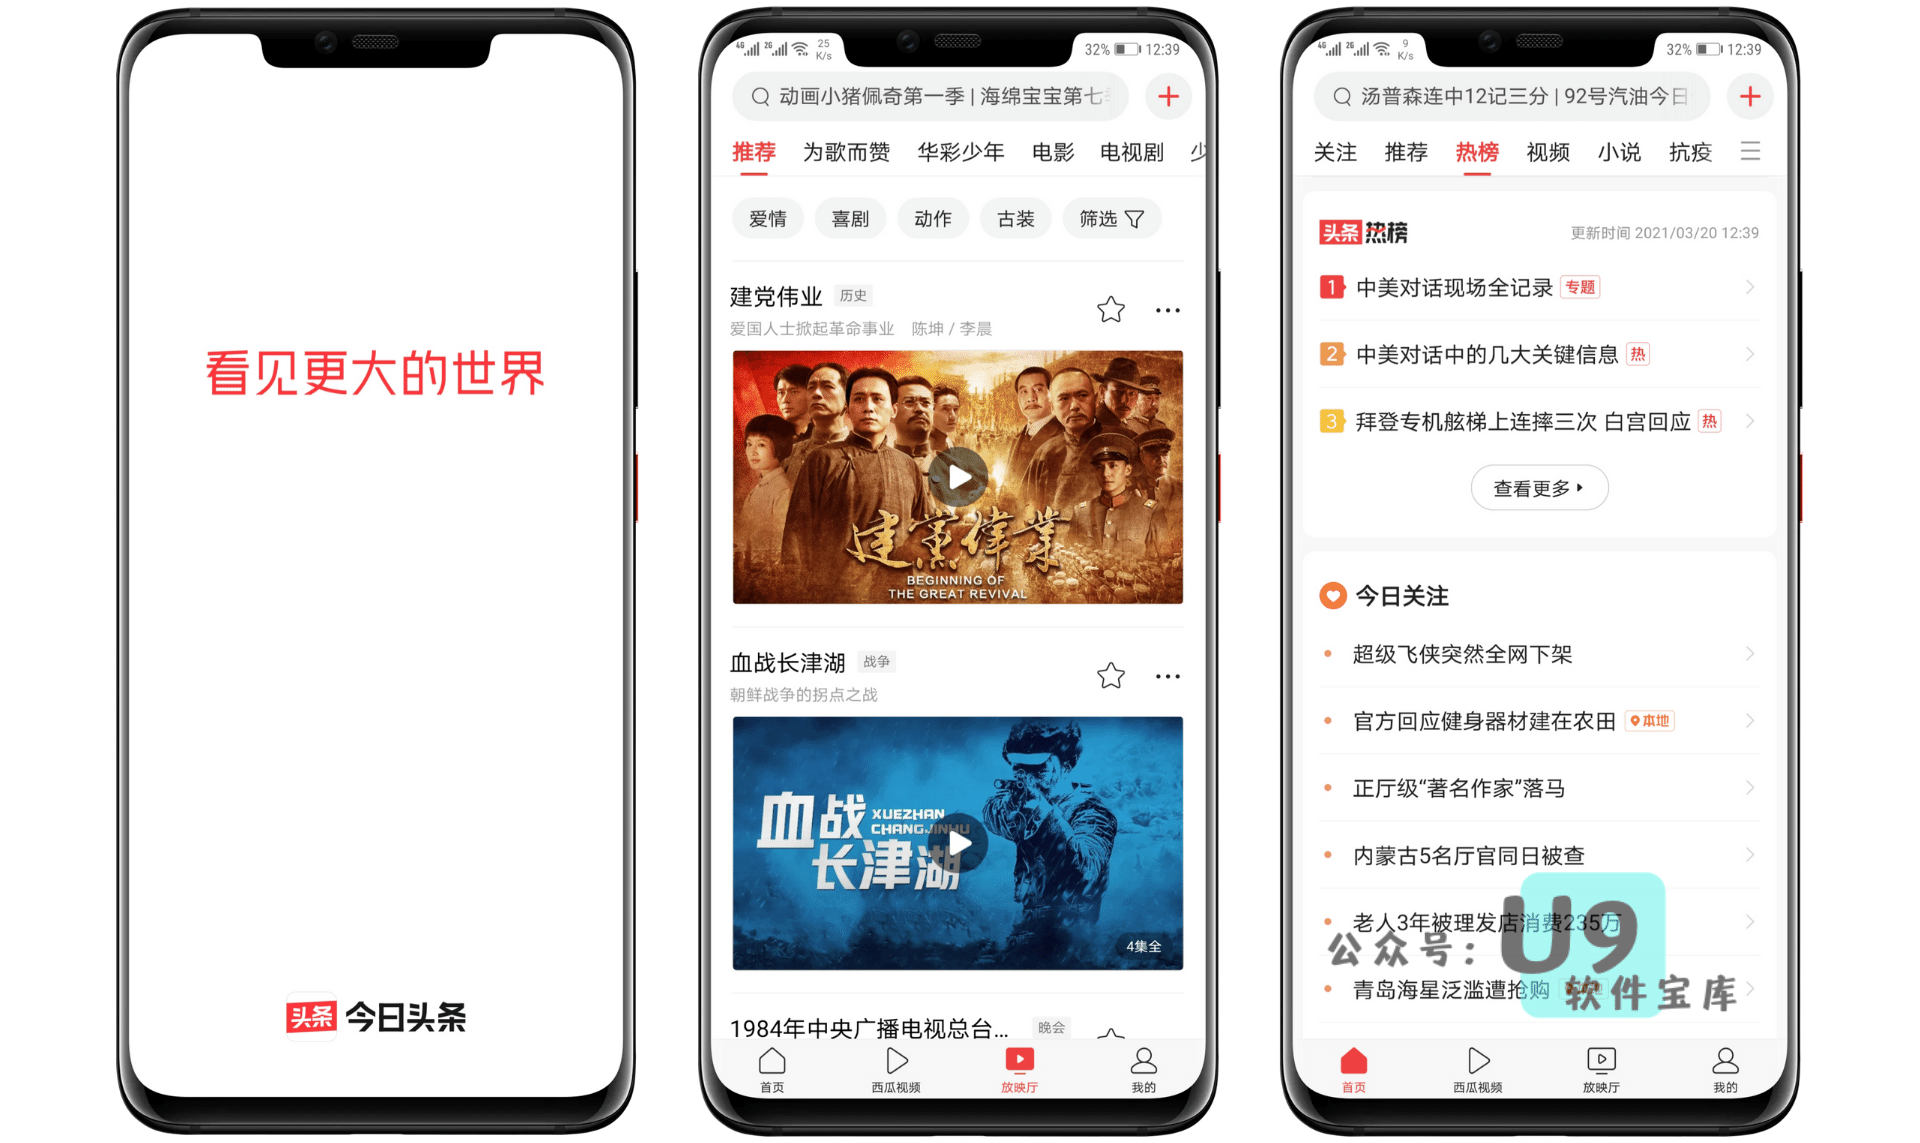 看见更大的世界
头条 今日头条
4G 2G 25 K/s 32% 12:39
动画小猪佩奇第一季 | 海绵宝宝第七
推荐 为歌而赞 华彩少年 电影 电视剧 少
爱情 喜剧 动作 古装 筛选
建党伟业 历史
爱国人士掀起革命事业 陈坤 / 李晨
建黨偉業
BEGINNING OF
THE GREAT REVIVAL
血战长津湖 战争
朝鲜战争的拐点之战
血战 XUEZHAN
CHANGJINHU
长津湖
4集全
1984年中央广播电视总台... 晚会
首页 西瓜视频 放映厅 我的
4G 2G 9 K/s 32% 12:39
汤普森连中12记三分 | 92号汽油今日
关注 推荐 热榜 视频 小说 抗疫
头条热榜 更新时间 2021/03/20 12:39
1 中美对话现场全记录 专题
2 中美对话中的几大关键信息 热
3 拜登专机舷梯上连摔三次 白宫回应 热
查看更多
今日关注
超级飞侠突然全网下架
官方回应健身器材建在农田 本地
正厅级“著名作家”落马
内蒙古5名厅官同日被查
老人3年被理发店消费235万
公众号：U9
青岛海星泛滥遭抢购
软件宝库
首页 西瓜视频 放映厅 我的